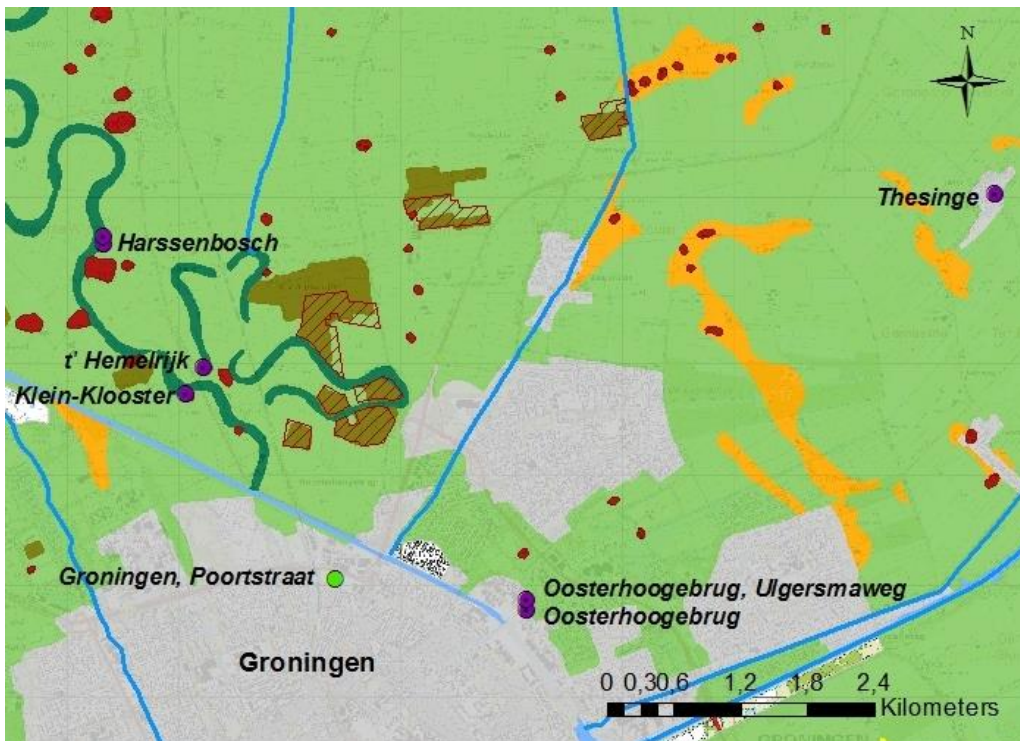 N
Thesinge
Harssenbosch
t' Hemelrijk
Klein-Klooster
Groningen, Poortstraat
Oosterhoogebrug, Ulgersmaweg
Oosterhoogebrug
Groningen
0 0,30,6 1,2 1,8 2,4
Kilometers
GRONINGEN